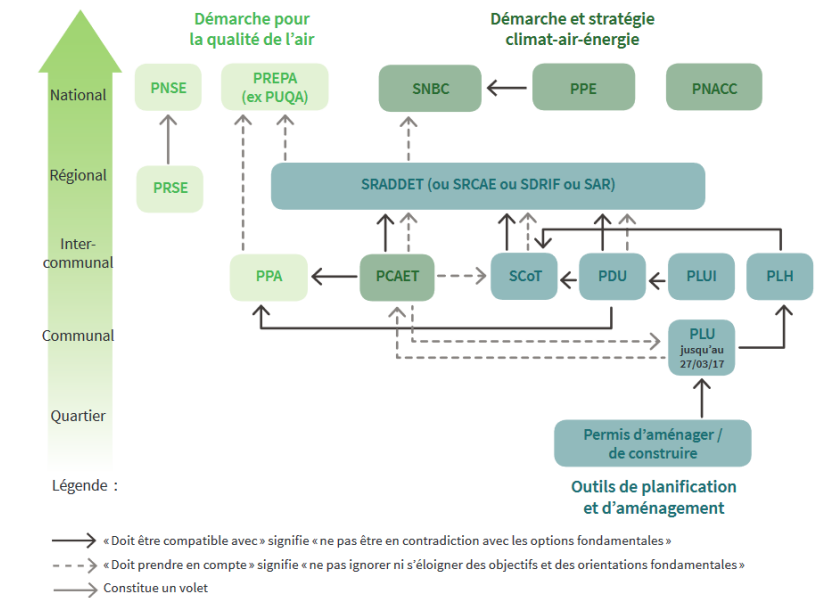 Démarche pour
la qualité de l'air
Démarche et stratégie
climat-air-énergie
National
PNSE
PREPA
(ex PUQA)
SNBC
PPE
PNACC
Régional
PRSE
SRADDET (ou SRCAE ou SDRIF ou SAR)
Inter-
communal
PPA
PCAET
SCoT
PDU
PLUI
PLH
Communal
PLU
jusqu'au
27/03/17
Quartier
Permis d'aménager /
de construire
Outils de planification
et d'aménagement
Légende :
« Doit être compatible avec » signifie « ne pas être en contradiction avec les options fondamentales »
« Doit prendre en compte » signifie « ne pas ignorer ni s'éloigner des objectifs et des orientations fondamentales »
Constitue un volet